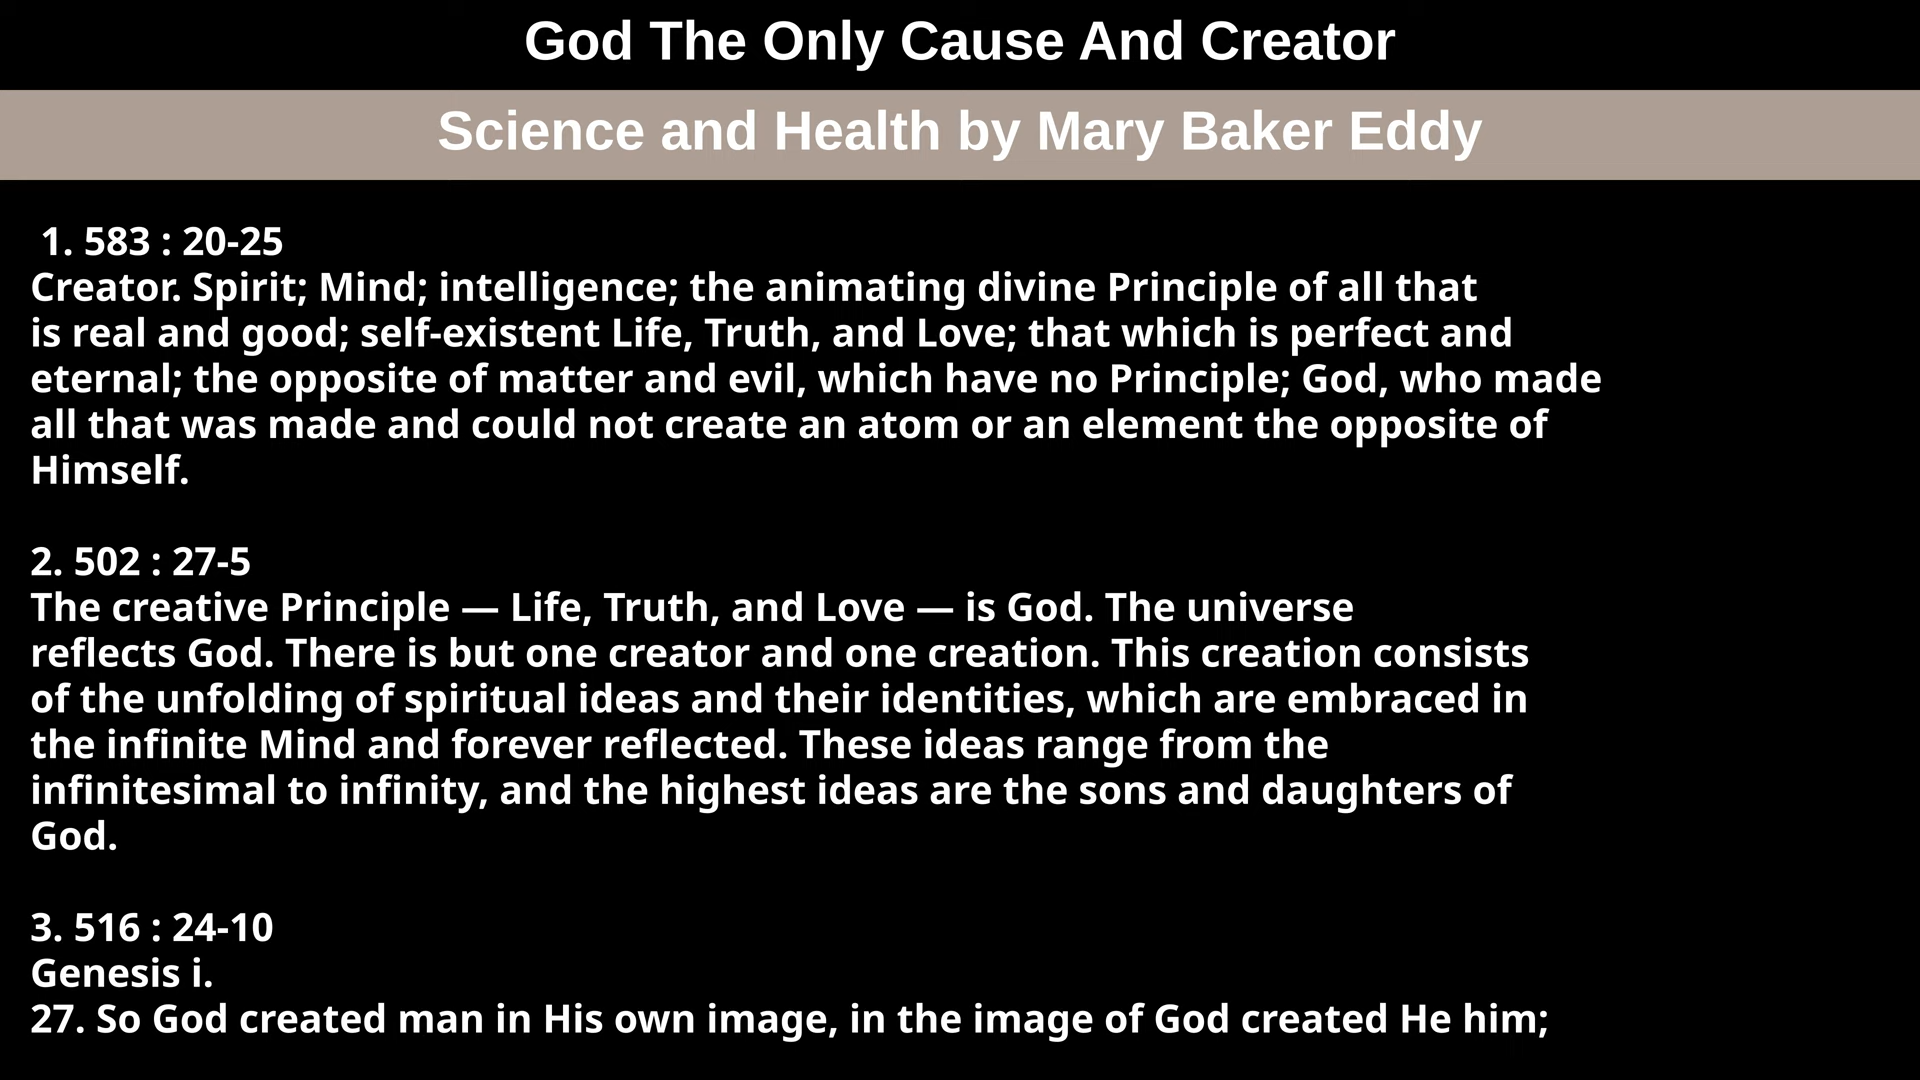 God The Only Cause And Creator
Science and Health by Mary Baker Eddy
1. 583 : 20-25
Creator. Spirit; Mind; intelligence; the animating divine Principle of all that
is real and good; self-existent Life, Truth, and Love; that which is perfect and
eternal; the opposite of matter and evil, which have no Principle; God, who made
all that was made and could not create an atom or an element the opposite of
Himself.
2. 502 : 27-5
The creative Principle — Life, Truth, and Love — is God. The universe
reflects God. There is but one creator and one creation. This creation consists
of the unfolding of spiritual ideas and their identities, which are embraced in
the infinite Mind and forever reflected. These ideas range from the
infinitesimal to infinity, and the highest ideas are the sons and daughters of
God.
3. 516 : 24-10
Genesis i.
27. So God created man in His own image, in the image of God created He him;